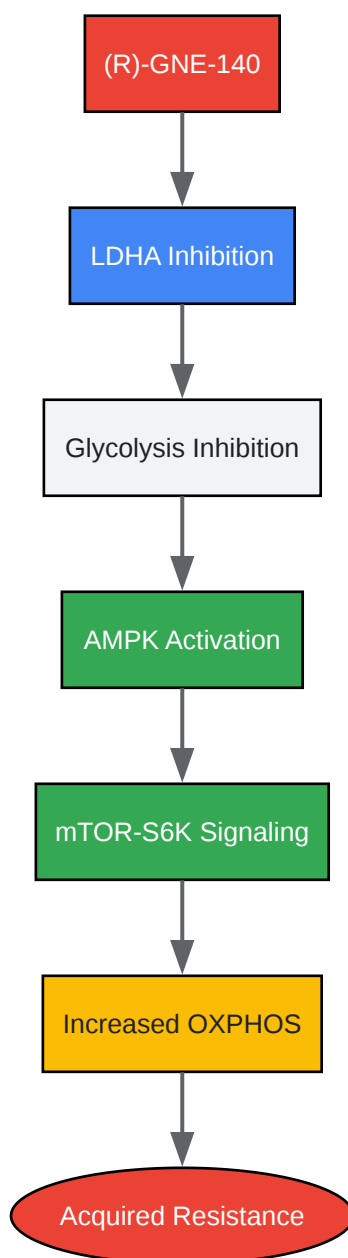 (R)-GNE-140
LDHA Inhibition
Glycolysis Inhibition
AMPK Activation
mTOR-S6K Signaling
Increased OXPHOS
Acquired Resistance